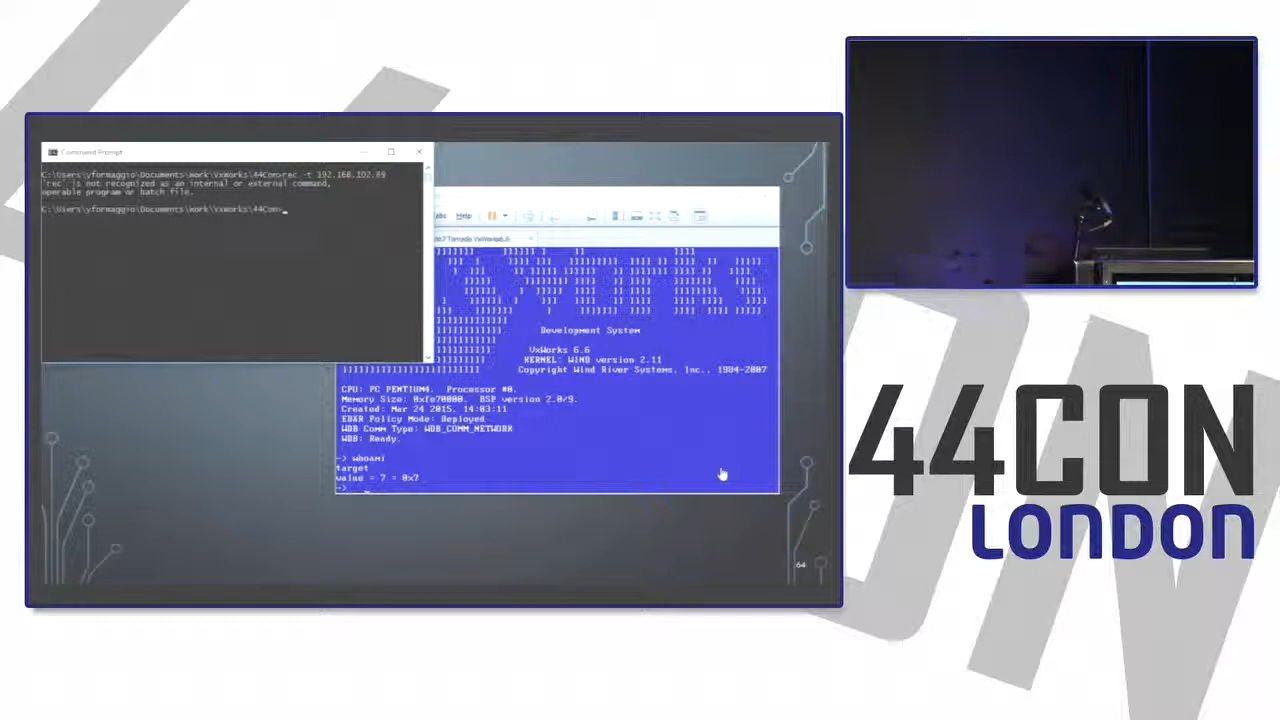 Command Prompt
C:\Users\yformaggio\Documents\Work\VxWorks\44Con>rec -t 192.168.102.89
'rec' is not recognized as an internal or external command,
operable program or batch file.
C:\Users\yformaggio\Documents\Work\VxWorks\44Con>
Help
Development System
VxWorks 6.6
KERNEL: WIND version 2.11
Copyright Wind River Systems, Inc., 1984-2007
CPU: PC PENTIUM4. Processor #0.
Memory Size: 0xfe70000. BSP version 2.0/9.
Created: Mar 24 2015, 14:03:11
ED&R Policy Mode: Deployed
WDB Comm Type: WDB_COMM_NETWORK
WDB: Ready.
-> whoami
target
value = 7 = 0x7
->
64
44CON
LONDON